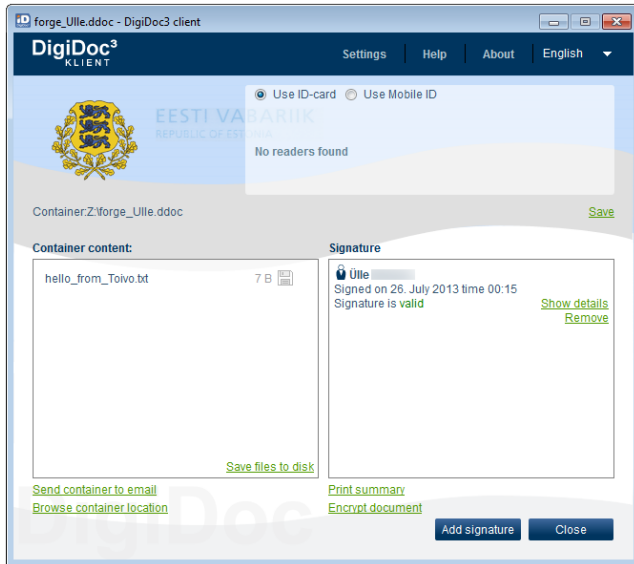 forge_Ulle.ddoc - DigiDoc3 client
DigiDoc3
KLIENT
Settings Help About English
Use ID-card Use Mobile ID
EESTI VABARIIK
REPUBLIC OF ESTONIA
No readers found
Container:Z:\forge_Ulle.ddoc Save
Container content: Signature
hello_from_Toivo.txt 7 B
Ülle
Signed on 26. July 2013 time 00:15
Signature is valid
Show details
Remove
Save files to disk
Send container to email Print summary
Browse container location Encrypt document
DigiDoc
Add signature Close